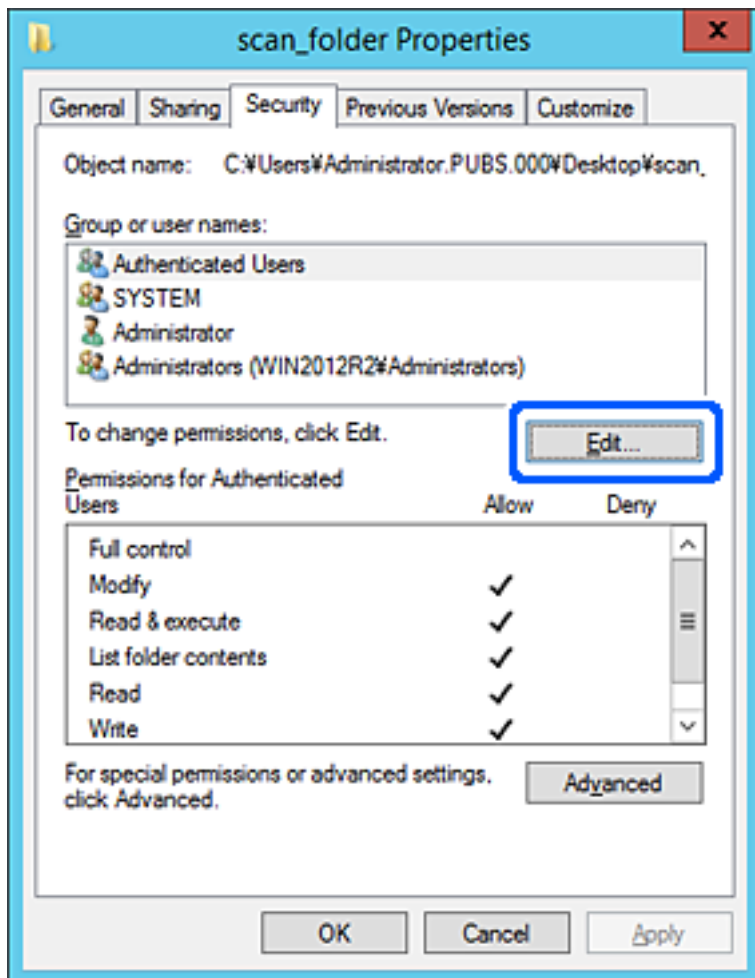 scan_folder Properties
x
General Sharing Security Previous Versions Customize
Object name: C:¥Users¥Administrator.PUBS.000¥Desktop¥scan_
Group or user names:
Authenticated Users
SYSTEM
Administrator
Administrators (WIN2012R2¥Administrators)
To change permissions, click Edit.
Edit...
Permissions for Authenticated
Users Allow Deny
Full control
Modify
Read & execute
List folder contents
Read
Write
For special permissions or advanced settings,
click Advanced.
Advanced
OK Cancel Apply